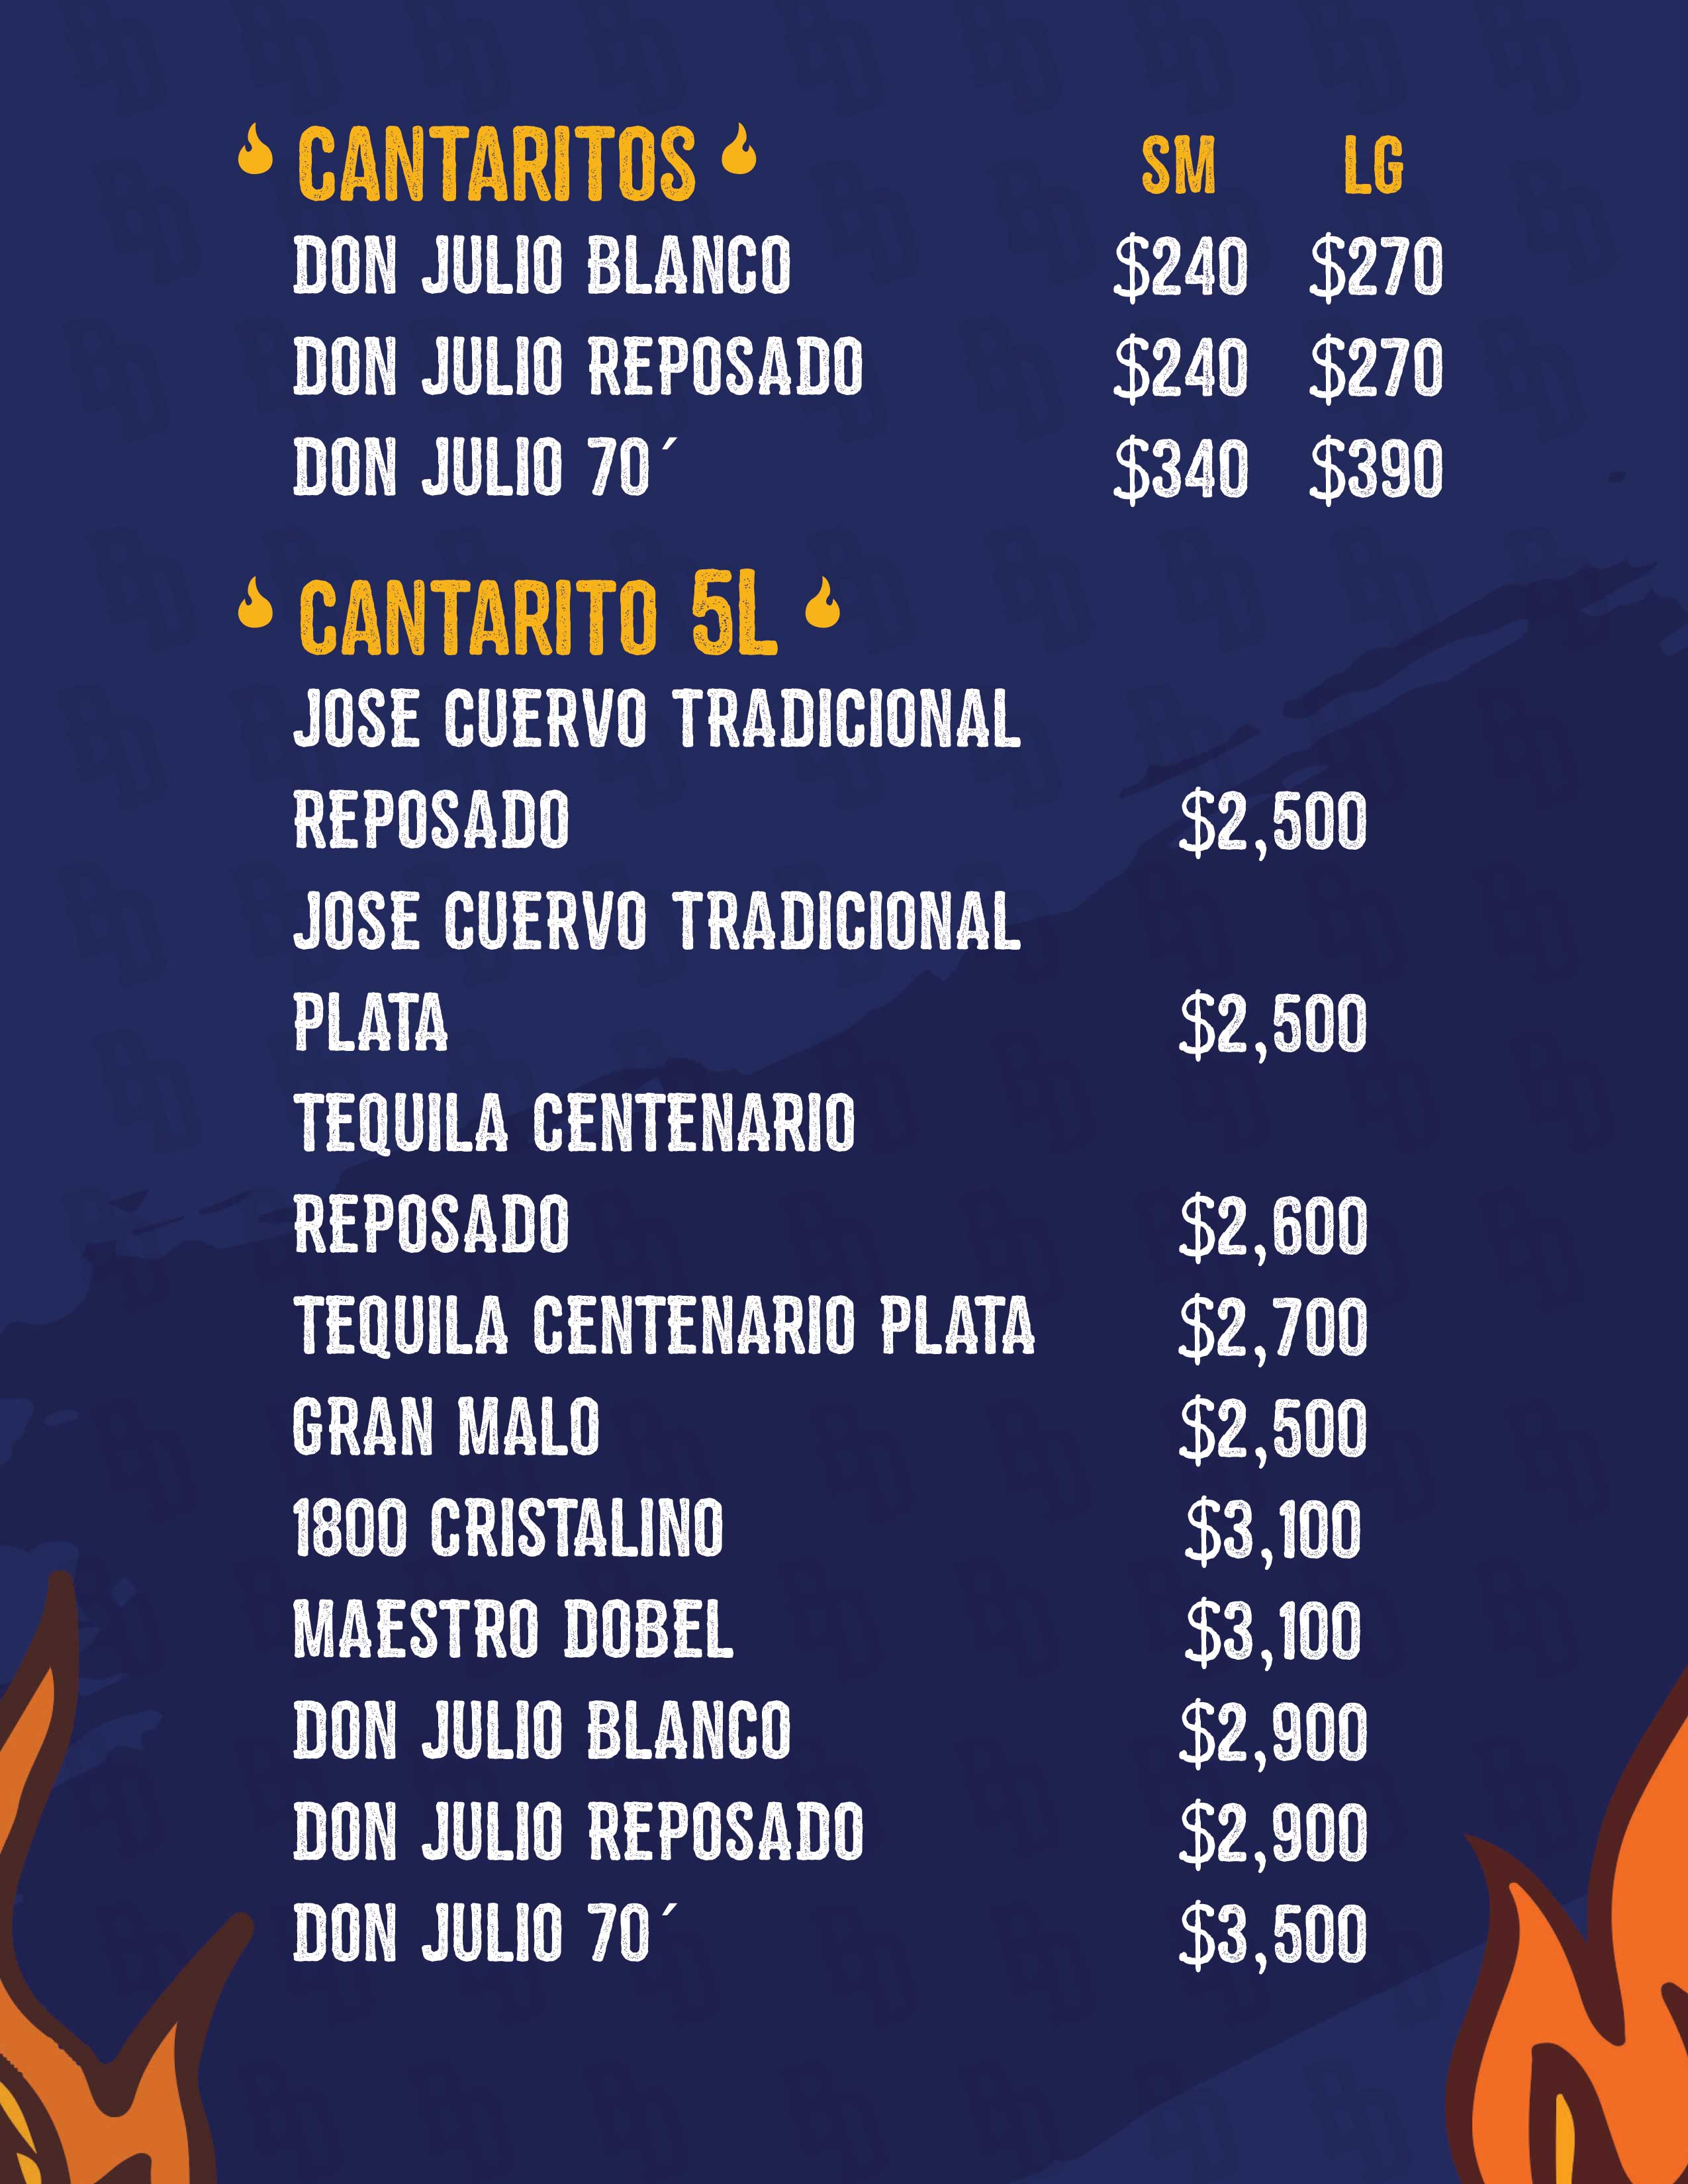 CANTARITOS SM LG
DON JULIO BLANCO $240 $270
DON JULIO REPOSADO $240 $270
DON JULIO 70´ $340 $390
CANTARITO 5L
JOSE CUERVO TRADICIONAL
REPOSADO $2,500
JOSE CUERVO TRADICIONAL
PLATA $2,500
TEQUILA CENTENARIO
REPOSADO $2,600
TEQUILA CENTENARIO PLATA $2,700
GRAN MALO $2,500
1800 CRISTALINO $3,100
MAESTRO DOBEL $3,100
DON JULIO BLANCO $2,900
DON JULIO REPOSADO $2,900
DON JULIO 70´ $3,500